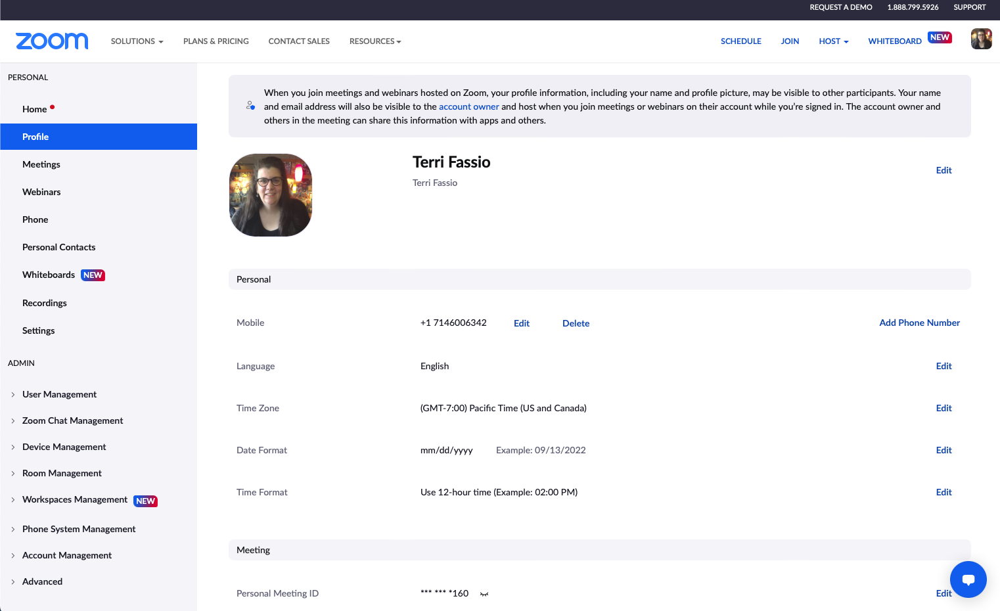 REQUEST A DEMO 1.888.799.5926 SUPPORT
zoom SOLUTIONS PLANS & PRICING CONTACT SALES RESOURCES SCHEDULE JOIN HOST WHITEBOARD NEW
PERSONAL
Home
Profile
Meetings
Webinars
Phone
Personal Contacts
Whiteboards NEW
Recordings
Settings
ADMIN
User Management
Zoom Chat Management
Device Management
Room Management
Workspaces Management NEW
Phone System Management
Account Management
Advanced
When you join meetings and webinars hosted on Zoom, your profile information, including your name and profile picture, may be visible to other participants. Your name
and email address will also be visible to the account owner and host when you join meetings or webinars on their account while you're signed in. The account owner and
others in the meeting can share this information with apps and others.
Terri Fassio
Edit
Terri Fassio
Personal
Mobile +1 7146006342 Edit Delete Add Phone Number
Language English Edit
Time Zone (GMT-7:00) Pacific Time (US and Canada) Edit
Date Format mm/dd/yyyy Example: 09/13/2022 Edit
Time Format Use 12-hour time (Example: 02:00 PM) Edit
Meeting
Personal Meeting ID *** *** *160 Edit